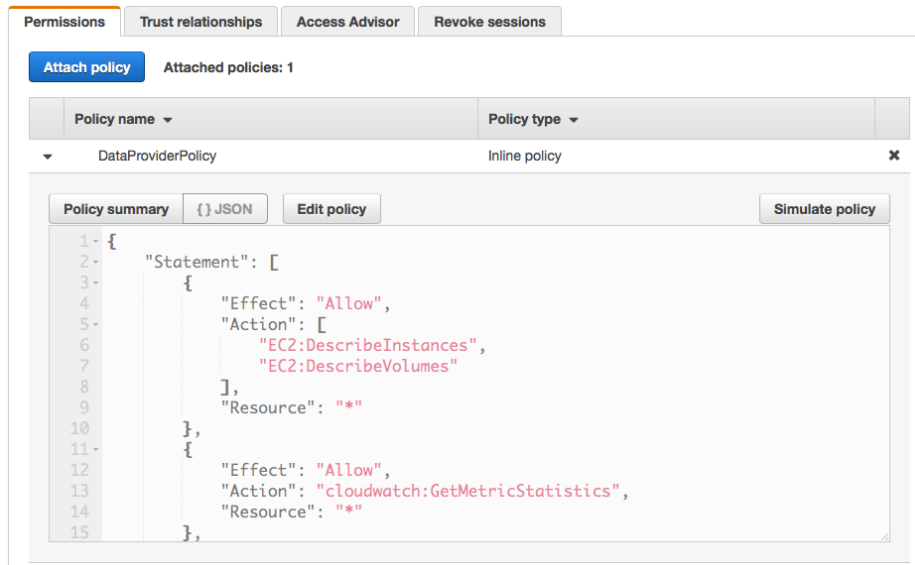 Permissions Trust relationships Access Advisor Revoke sessions
Attach policy Attached policies: 1
Policy name Policy type
DataProviderPolicy Inline policy
Policy summary { } JSON Edit policy Simulate policy
1 {
2     "Statement": [
3         {
4             "Effect": "Allow",
5             "Action": [
6                 "EC2:DescribeInstances",
7                 "EC2:DescribeVolumes"
8             ],
9             "Resource": "*"
10         },
11         {
12             "Effect": "Allow",
13             "Action": "cloudwatch:GetMetricStatistics",
14             "Resource": "*"
15         },